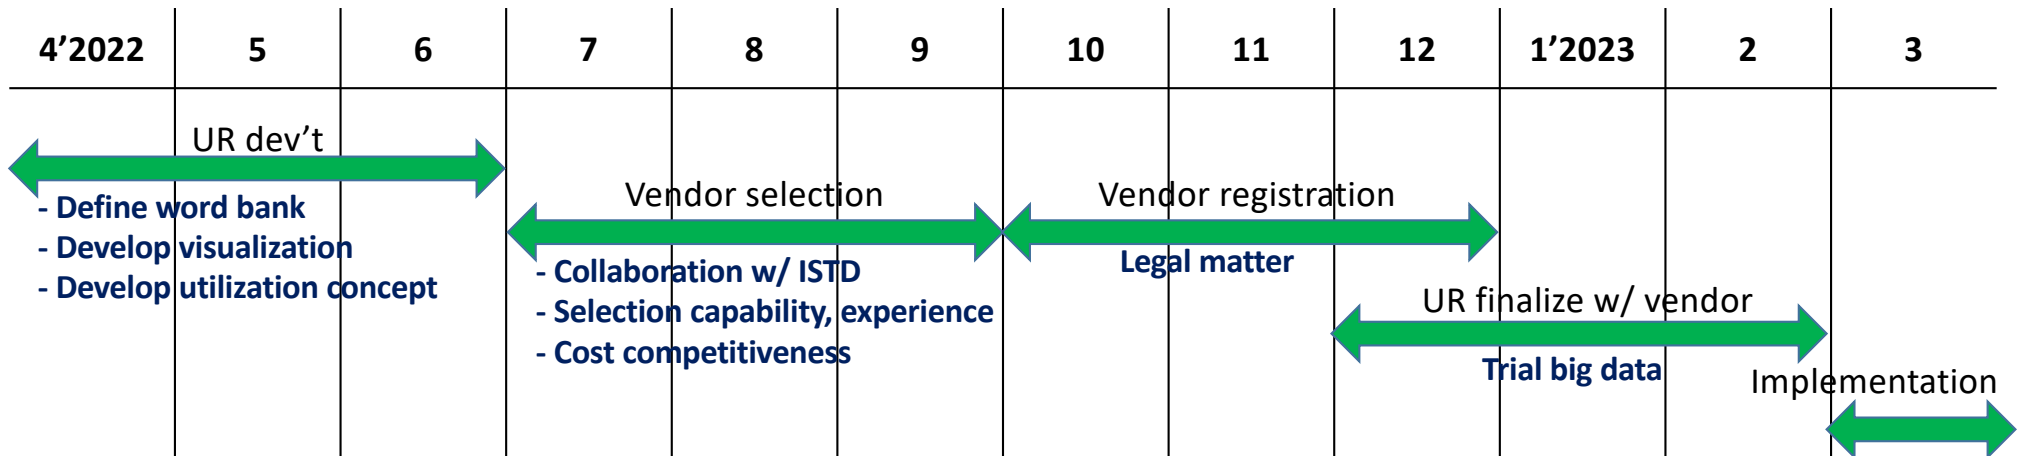 4’2022 5 6 7 8 9 10 11 12 1’2023 2 3
UR dev’t
- Define word bank
- Develop visualization
- Develop utilization concept
Vendor selection
- Collaboration w/ ISTD
- Selection capability, experience
- Cost competitiveness
Vendor registration
Legal matter
UR finalize w/ vendor
Trial big data
Implementation